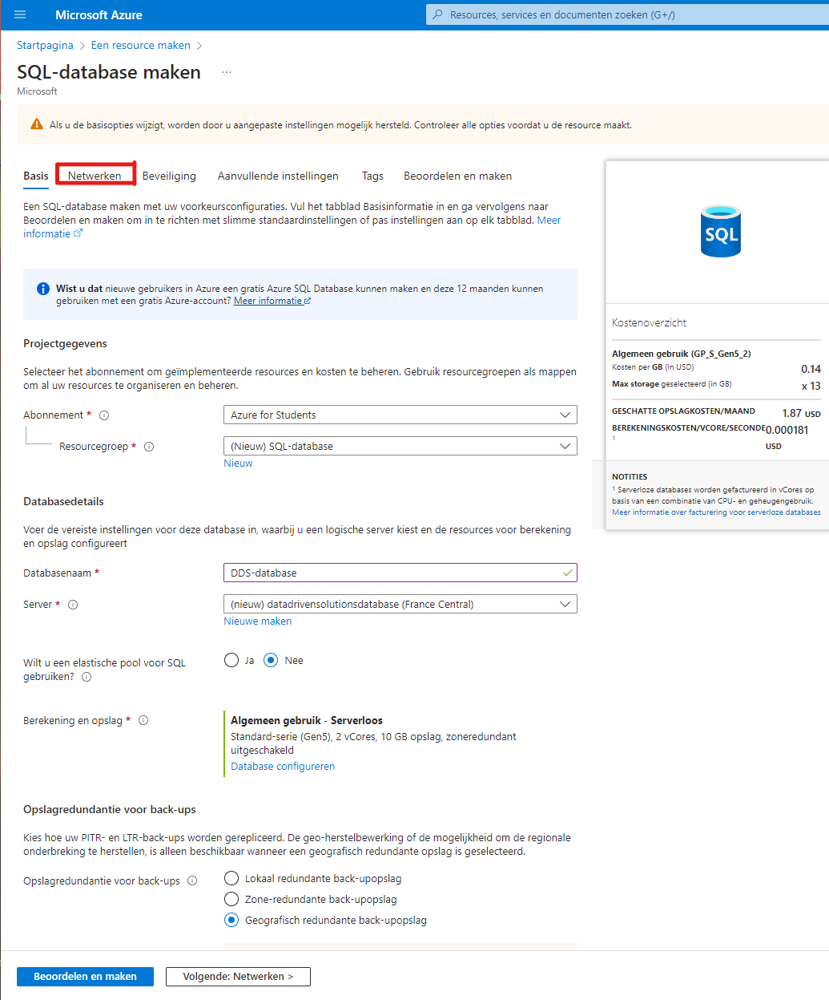 Microsoft Azure
Resources, services en documenten zoeken (G+/)
Startpagina > Een resource maken >
SQL-database maken ...
Microsoft
Als u de basisopties wijzigt, worden door u aangepaste instellingen mogelijk hersteld. Controleer alle opties voordat u de resource maakt.
Basis Netwerken Beveiliging Aanvullende instellingen Tags Beoordelen en maken
Een SQL-database maken met uw voorkeursconfiguraties. Vul het tabblad Basisinformatie in en ga vervolgens naar
Beoordelen en maken om in te richten met slimme standaardinstellingen of pas instellingen aan op elk tabblad. Meer
informatie
Wist u dat nieuwe gebruikers in Azure een gratis Azure SQL Database kunnen maken en deze 12 maanden kunnen
gebruiken met een gratis Azure-account? Meer informatie
Projectgegevens
Selecteer het abonnement om geïmplementeerde resources en kosten te beheren. Gebruik resourcegroepen als mappen
om al uw resources te organiseren en beheren.
Abonnement *
Azure for Students
Resourcegroep *
(Nieuw) SQL-database
Nieuw
Databasedetails
Voer de vereiste instellingen voor deze database in, waarbij u een logische server kiest en de resources voor berekening
en opslag configureert
Databasenaam *
DDS-database
Server *
(nieuw) datadrivensolutionsdatabase (France Central)
Nieuwe maken
Wilt u een elastische pool voor SQL
gebruiken?
Ja Nee
Berekening en opslag *
Algemeen gebruik - Serverloos
Standard-serie (Gen5), 2 vCores, 10 GB opslag, zoneredundant
uitgeschakeld
Database configureren
Opslagredundantie voor back-ups
Kies hoe uw PITR- en LTR-back-ups worden gerepliceerd. De geo-herstelbewerking of de mogelijkheid om de regionale
onderbreking te herstellen, is alleen beschikbaar wanneer een geografisch redundante opslag is geselecteerd.
Opslagredundantie voor back-ups
Lokaal redundante back-upopslag
Zone-redundante back-upopslag
Geografisch redundante back-upopslag
Beoordelen en maken
Volgende: Netwerken >
SQL
Kostenoverzicht
Algemeen gebruik (GP_S_Gen5_2)
Kosten per GB (in USD) 0.14
Max storage geselecteerd (in GB) x 13
GESCHATTE OPSLAGKOSTEN/MAAND 1.87 USD
BEREKENINGSKOSTEN/VCORE/SECONDE 0.000181
1 USD
NOTITIES
1 Serverloze databases worden gefactureerd in vCores op
basis van een combinatie van CPU- en geheugengebruik.
Meer informatie over facturering voor serverloze databases